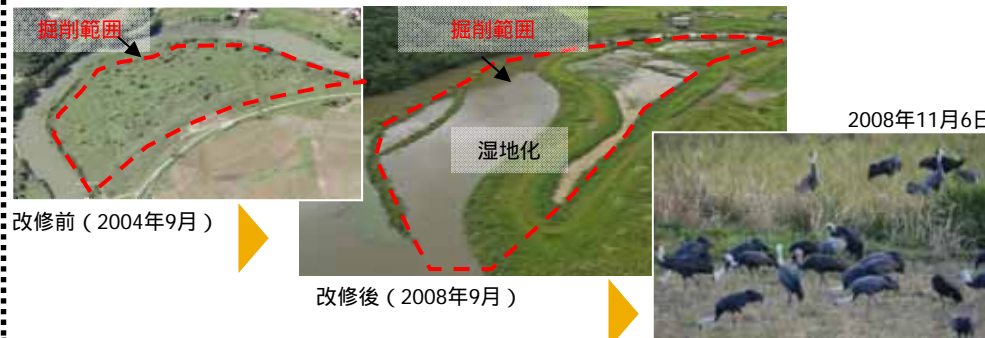 掘削範囲
掘削範囲
湿地化
2008年11月6日
改修前（2004年9月）
改修後（2008年9月）